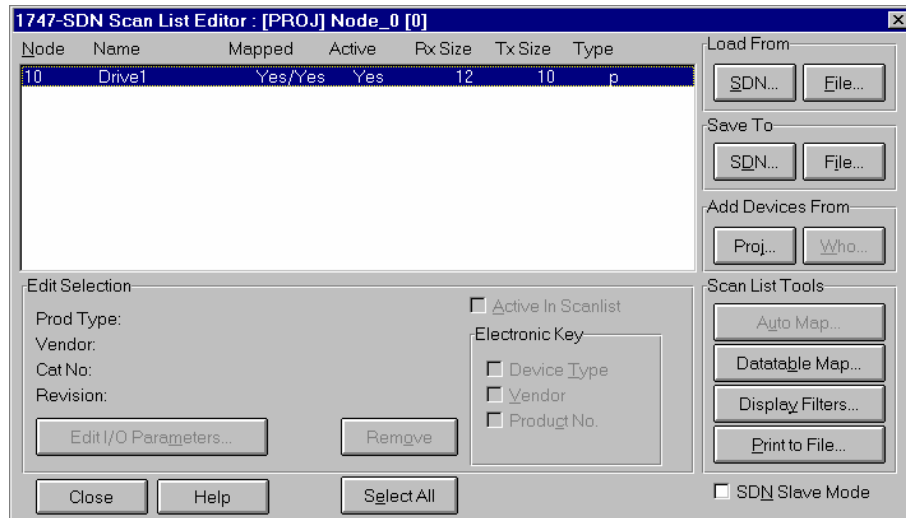 1747-SDN Scan List Editor : [PROJ] Node_0 [0]
Node Name Mapped Active Rx Size Tx Size Type
10 Drive1 Yes/Yes Yes 12 10 p
Load From
SDN... File...
Save To
SDN... File...
Add Devices From
Proj... Who...
Edit Selection
Prod Type:
Vendor:
Cat No:
Revision:
Edit I/O Parameters...
Remove
Active In Scanlist
Electronic Key
Device Type
Vendor
Product No.
Scan List Tools
Auto Map...
Datatable Map...
Display Filters...
Print to File...
Close Help Select All
SDN Slave Mode